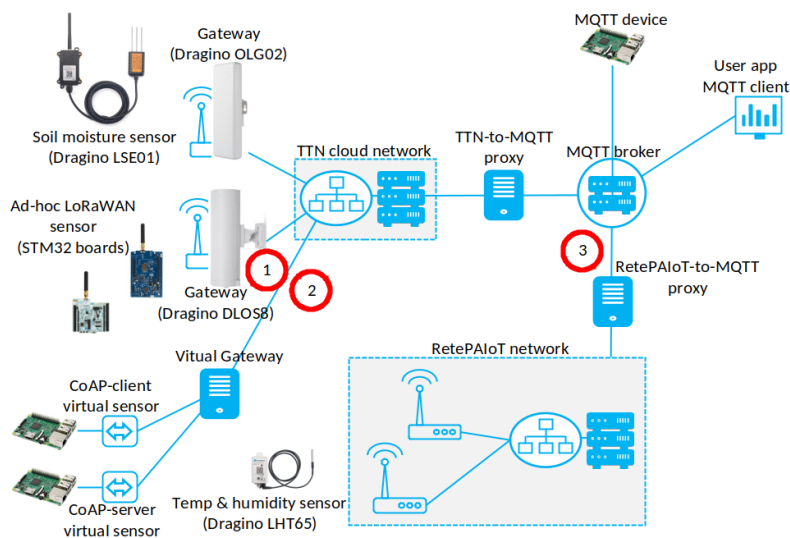 Gateway
(Dragino OLG02)
MQTT device
User app
MQTT client
Soil moisture sensor
(Dragino LSE01)
TTN cloud network
TTN-to-MQTT
proxy
MQTT broker
Ad-hoc LoRaWAN
sensor
(STM32 boards)
1
2
3
Gateway
(Dragino DLOS8)
RetePAIoT-to-MQTT
proxy
Vitual Gateway
RetePAIoT network
CoAP-client
virtual sensor
CoAP-server
virtual sensor
Temp & humidity sensor
(Dragino LHT65)